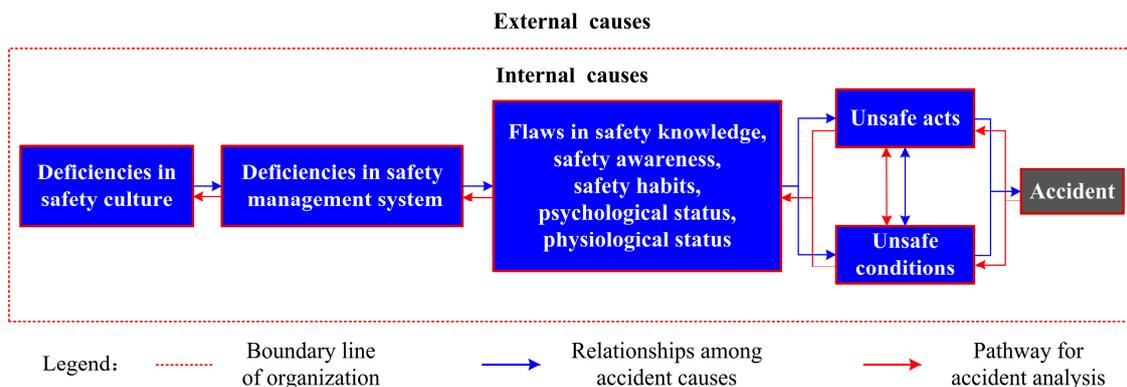 External causes
Internal causes
Deficiencies in
safety culture
Deficiencies in safety
management system
Flaws in safety knowledge,
safety awareness,
safety habits,
psychological status,
physiological status
Unsafe acts
Unsafe
conditions
Accident
Legend:
Boundary line
of organization
Relationships among
accident causes
Pathway for
accident analysis